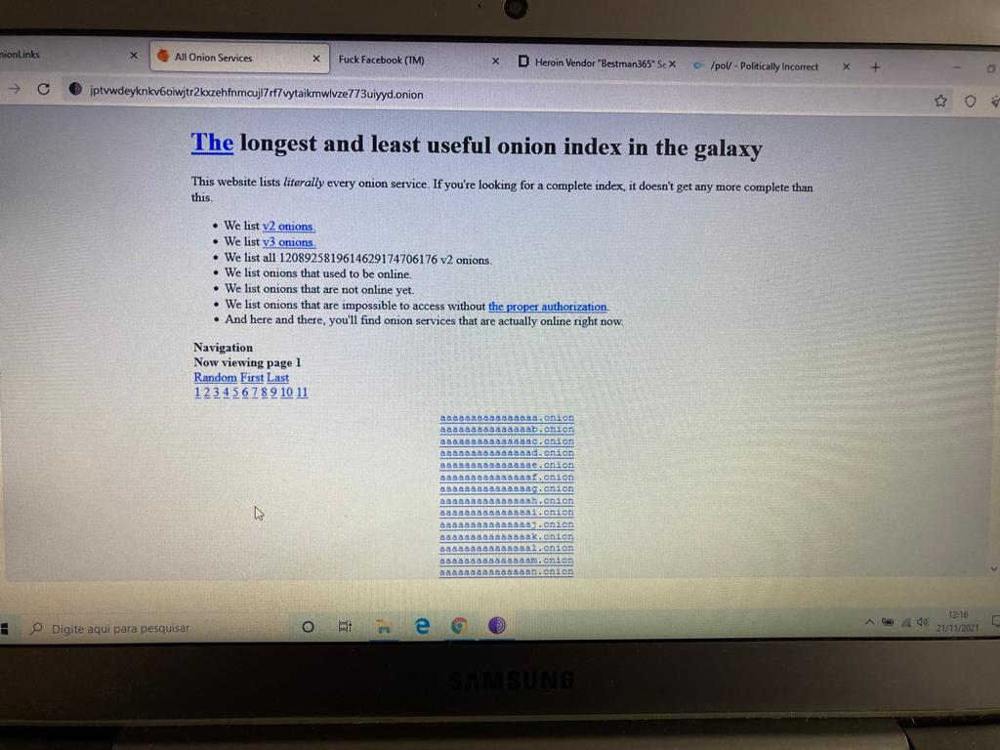 nionLinks
All Onion Services
Fuck Facebook (TM)
Heroin Vendor "Bestman365" Se
/pol/ - Politically Incorrect
jptvwdeyknkv6oiwjtr2kxzehfnmcujl7rf7vytaikmwlvze773uiyyd.onion
The longest and least useful onion index in the galaxy
This website lists literally every onion service. If you're looking for a complete index, it doesn't get any more complete than
this.
• We list v2 onions.
• We list v3 onions.
• We list all 1208925819614629174706176 v2 onions.
• We list onions that used to be online.
• We list onions that are not online yet.
• We list onions that are impossible to access without the proper authorization.
• And here and there, you'll find onion services that are actually online right now.
Navigation
Now viewing page 1
Random First Last
1 2 3 4 5 6 7 8 9 10 11
aaaaaaaaaaaaaaaa.onion
aaaaaaaaaaaaaaab.onion
aaaaaaaaaaaaaaac.onion
aaaaaaaaaaaaaaad.onion
aaaaaaaaaaaaaaae.onion
aaaaaaaaaaaaaaaf.onion
aaaaaaaaaaaaaaag.onion
aaaaaaaaaaaaaaah.onion
aaaaaaaaaaaaaaai.onion
aaaaaaaaaaaaaaaj.onion
aaaaaaaaaaaaaaak.onion
aaaaaaaaaaaaaaal.onion
aaaaaaaaaaaaaaam.onion
aaaaaaaaaaaaaaan.onion
Digite aqui para pesquisar
12:16
21/11/2021
SAMSUNG